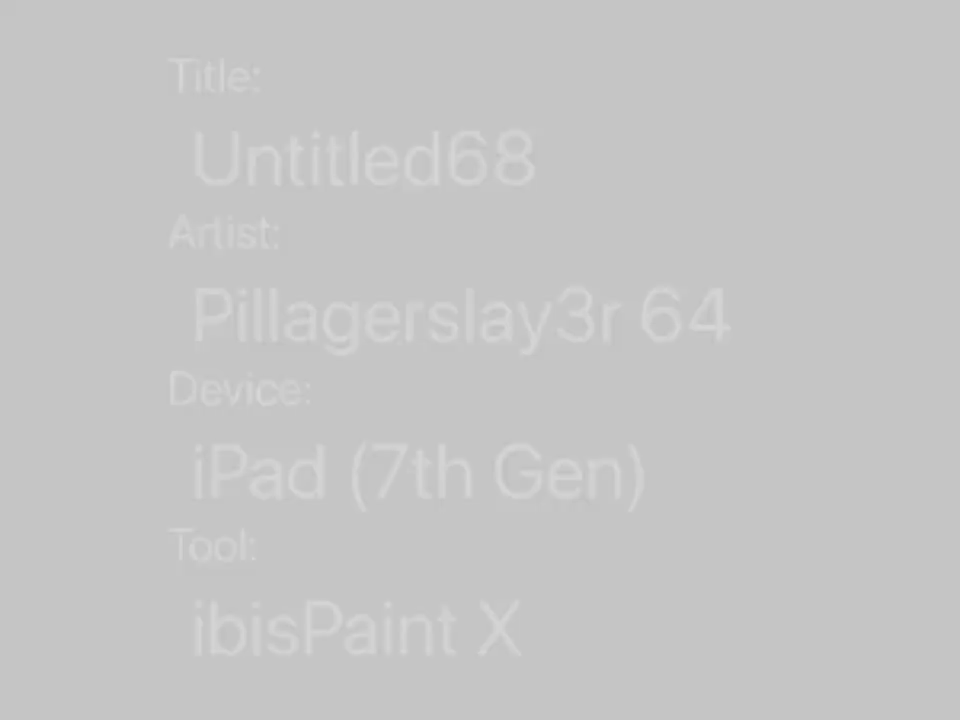 Title:
Untitled68
Artist:
Pillagerslay3r 64
Device:
iPad (7th Gen)
Tool:
ibisPaint X